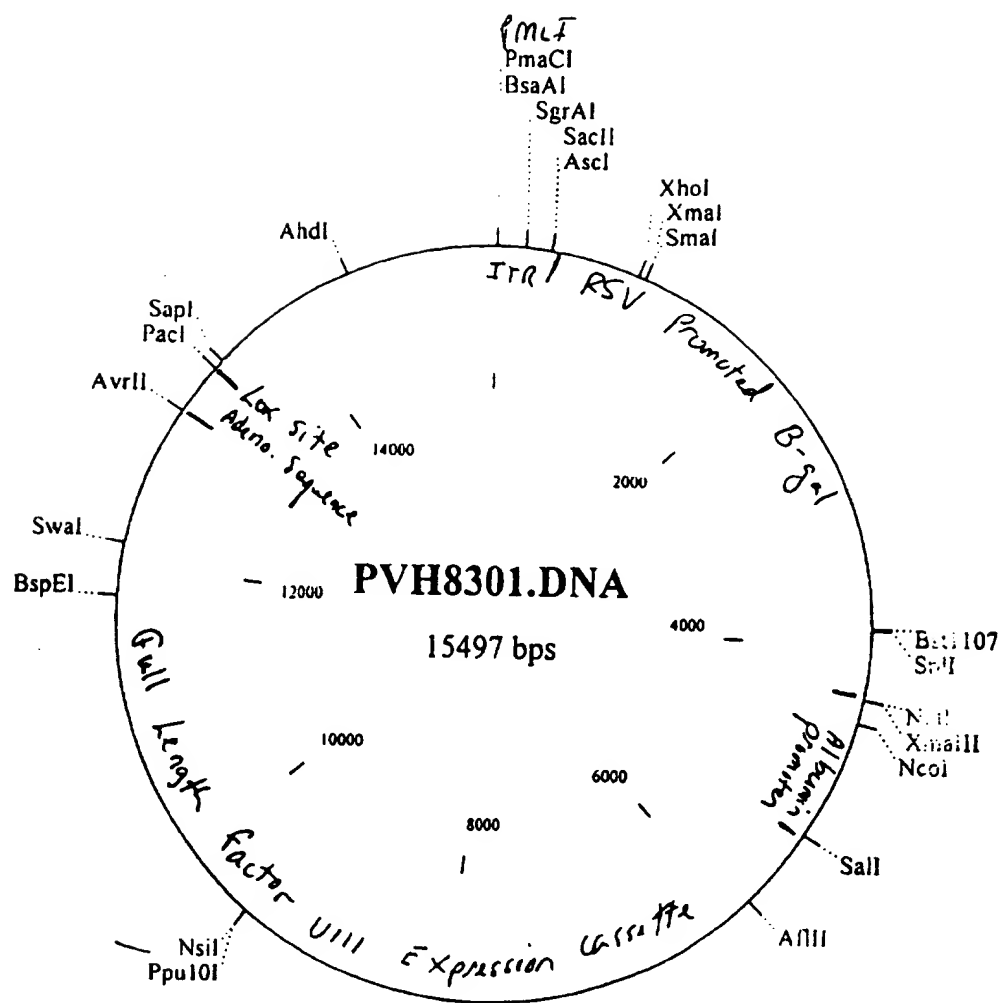 PmaCI
BsaAI
SgrAI
SacII
AscI
XhoI
XmaI
SmaI
AhdI
ITR
RSV Promoted B-gal
SapI
PacI
AvrII
Lox Site
Adeno. Sequence
14000
2000
SwaI
BspEI
12000
PVH8301.DNA
15497 bps
4000
107
NcoI
Albumin
promoter
10000
6000
8000
SalI
AflII
Full Length Factor VIII Expression Cassette
NsiI
Ppu10I